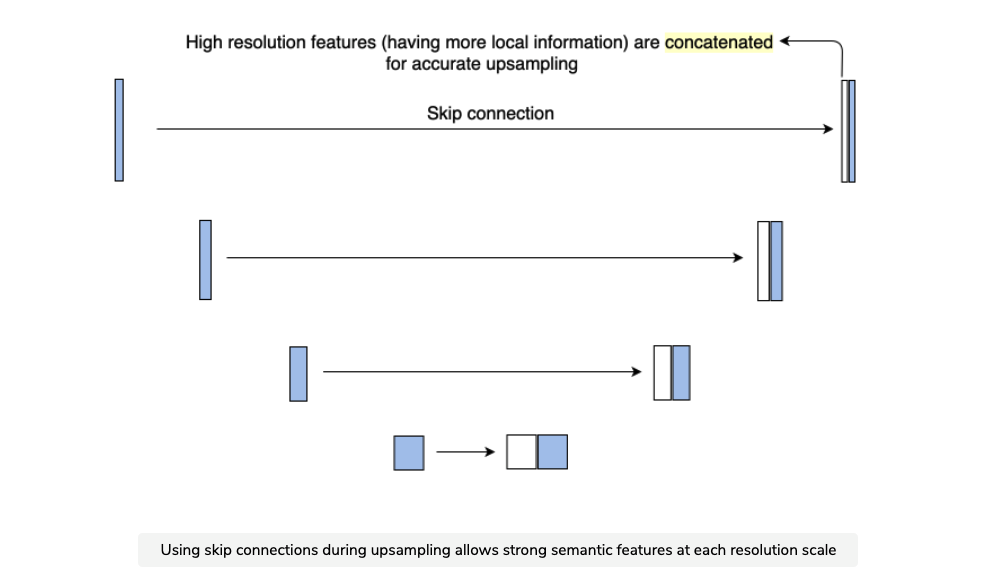 High resolution features (having more local information) are concatenated
for accurate upsampling
Skip connection
Using skip connections during upsampling allows strong semantic features at each resolution scale